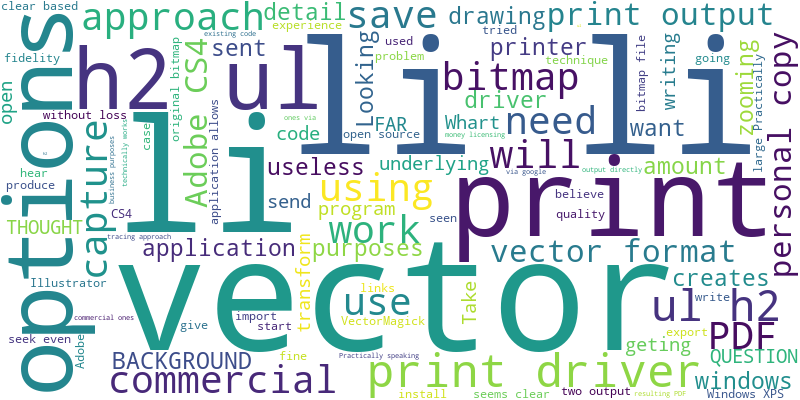 clear based
approach
detail
save
drawing
print output
existing code
experience
tried
options
fidelity
h2
ul
li
li
sent
used
printer
technique
going
open
original bitmap
Adobe CS4
problem
Looking
bitmap
bitmap file
writing
zooming
large Practically
personal copy
without loss
case
application allows
ones via
code
FAR
driver
Whart
need
want
hear
business purposes
technically works
li
open source
money licensing
will
practices
capture
useless
underlying
amount
produce
send
using
print
via google
output directly
THOUGHT
CS4
program
seen
believe
quality
tracing approach
application
purposes
work
vector format
Illustrator
transform
vector
links
use
Take
creates
commercial ones
import
write
ul h2
seek even
Adobe
give
start
VectorMagick
export
PDF
BACKGROUND
fine
Practically speaking
geting
QUESTION
commercial
print driver
windows
install
seems clear
two output
resulting PDF
Windows XPS